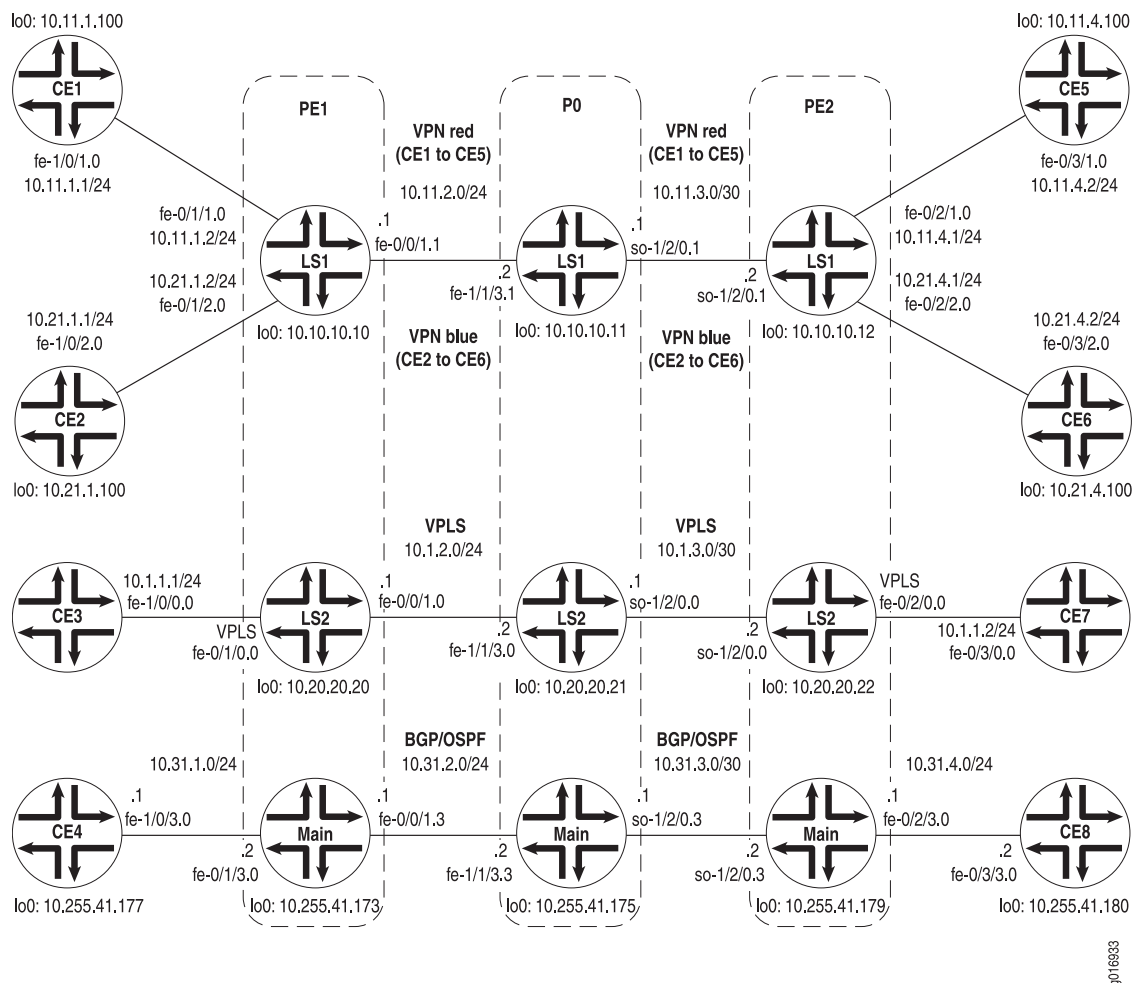 lo0: 10.11.1.100
CE1
fe-1/0/1.0
10.11.1.1/24
PE1
P0
PE2
lo0: 10.11.4.100
CE5
fe-0/3/1.0
10.11.4.2/24
VPN red
(CE1 to CE5)
10.11.2.0/24
VPN red
(CE1 to CE5)
10.11.3.0/30
fe-0/1/1.0
10.11.1.2/24
10.21.1.2/24
fe-0/1/2.0
LS1
.1
fe-0/0/1.1
.2
fe-1/1/3.1
LS1
.1
so-1/2/0.1
.2
so-1/2/0.1
LS1
fe-0/2/1.0
10.11.4.1/24
10.21.4.1/24
fe-0/2/2.0
lo0: 10.10.10.10
lo0: 10.10.10.11
lo0: 10.10.10.12
10.21.1.1/24
fe-1/0/2.0
CE2
lo0: 10.21.1.100
VPN blue
(CE2 to CE6)
VPN blue
(CE2 to CE6)
10.21.4.2/24
fe-0/3/2.0
CE6
lo0: 10.21.4.100
VPLS
10.1.2.0/24
VPLS
10.1.3.0/30
CE3
10.1.1.1/24
fe-1/0/0.0
VPLS
fe-0/1/0.0
LS2
.1
fe-0/0/1.0
.2
fe-1/1/3.0
LS2
.1
so-1/2/0.0
.2
so-1/2/0.0
LS2
VPLS
fe-0/2/0.0
10.1.1.2/24
fe-0/3/0.0
CE7
lo0: 10.20.20.20
lo0: 10.20.20.21
lo0: 10.20.20.22
BGP/OSPF
10.31.2.0/24
BGP/OSPF
10.31.3.0/30
10.31.1.0/24
10.31.4.0/24
CE4
.1
fe-1/0/3.0
.2
fe-0/1/3.0
Main
.1
fe-0/0/1.3
.2
fe-1/1/3.3
Main
.1
so-1/2/0.3
.2
so-1/2/0.3
Main
.1
fe-0/2/3.0
.2
fe-0/3/3.0
CE8
lo0: 10.255.41.177
lo0: 10.255.41.173
lo0: 10.255.41.175
lo0: 10.255.41.179
lo0: 10.255.41.180
g016933